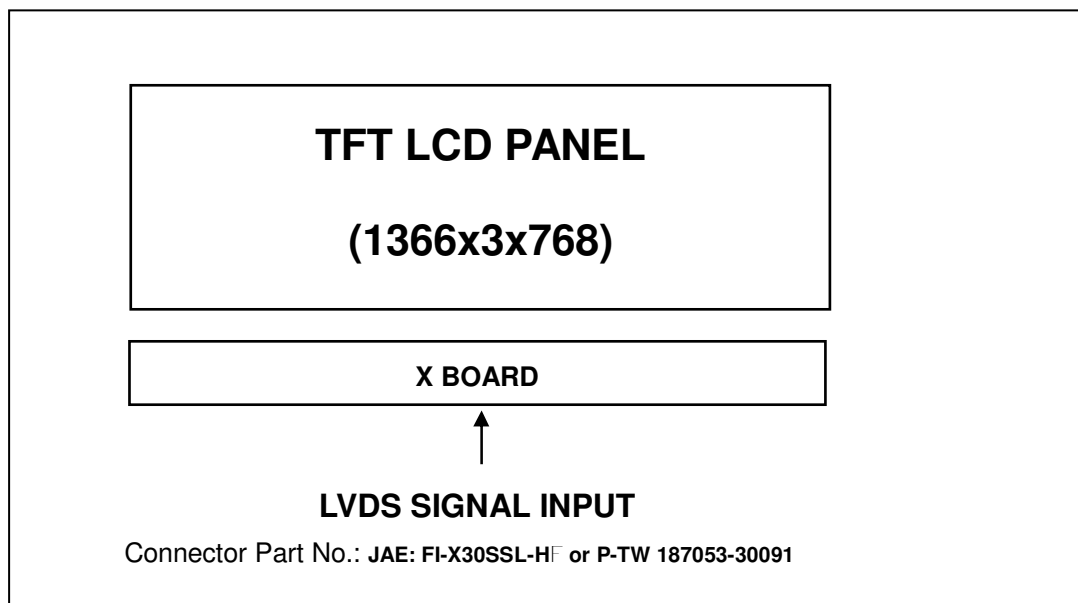 TFT LCD PANEL
(1366x3x768)
X BOARD
LVDS SIGNAL INPUT
Connector Part No.: JAE: FI-X30SSL-HF or P-TW 187053-30091